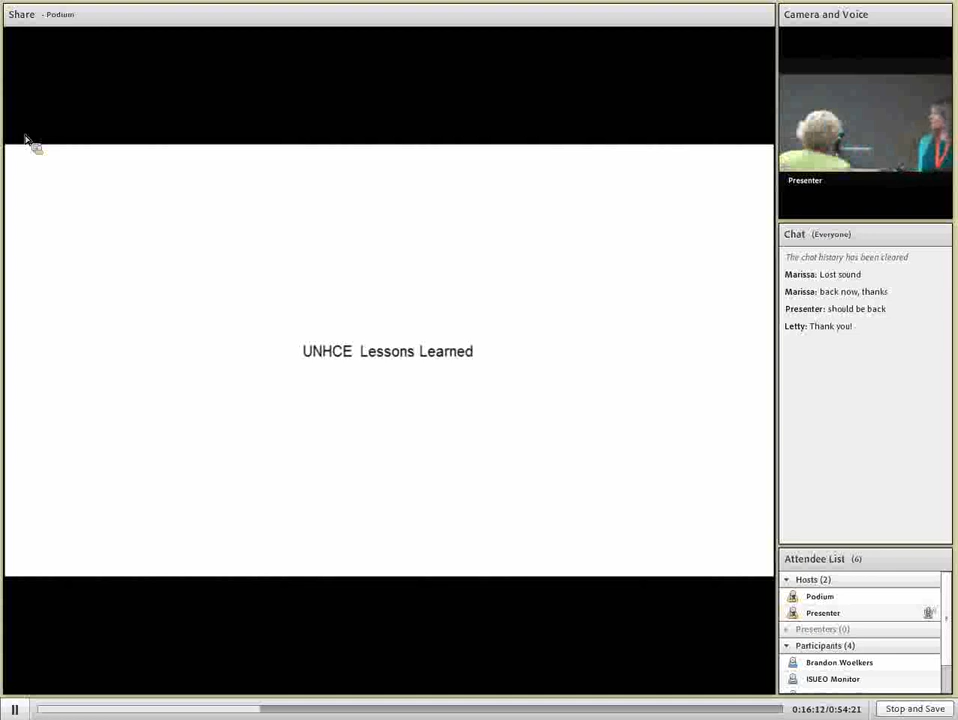 Share - Podium
Camera and Voice
UNHCE Lessons Learned
Presenter
Chat (Everyone)
The chat history has been cleared
Marissa: Lost sound
Marissa: back now, thanks
Presenter: should be back
Letty: Thank you!
Attendee List (6)
Hosts (2)
Podium
Presenter
Presenters (0)
Participants (4)
Brandon Woelkers
ISUEO Monitor
0:16:12/0:54:21
Stop and Save